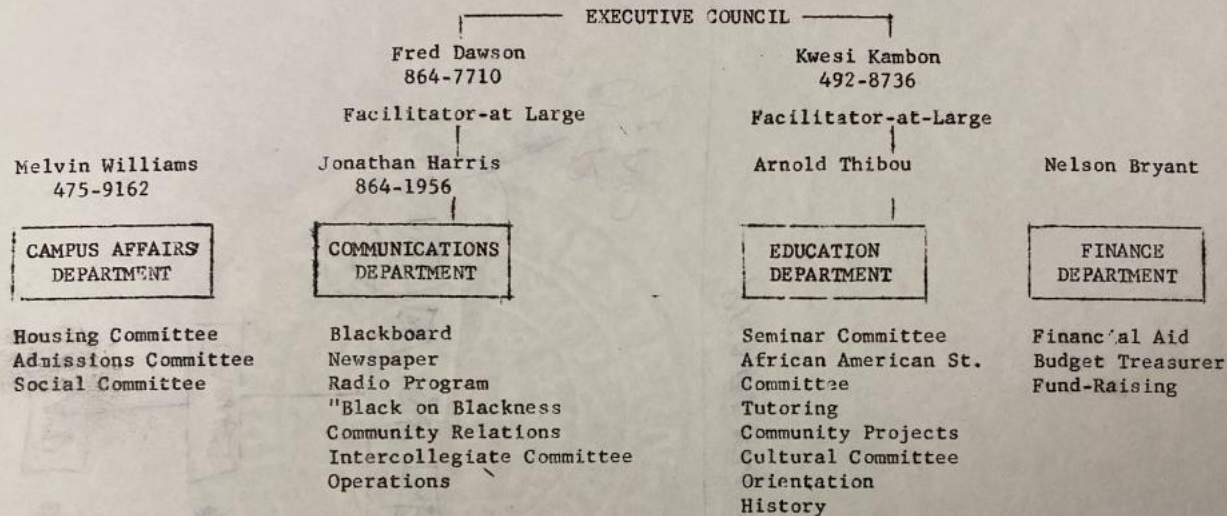 EXECUTIVE COUNCIL
Fred Dawson
864-7710
Facilitator-at Large
Kwesi Kambon
492-8736
Facilitator-at-Large
Melvin Williams
475-9162
Jonathan Harris
864-1956
Arnold Thibou
Nelson Bryant
CAMPUS AFFAIRS
DEPARTMENT
COMMUNICATIONS
DEPARTMENT
EDUCATION
DEPARTMENT
FINANCE
DEPARTMENT
Housing Committee
Admissions Committee
Social Committee
Blackboard
Newspaper
Radio Program
"Black on Blackness
Community Relations
Intercollegiate Committee
Operations
Seminar Committee
African American St.
Committee
Tutoring
Community Projects
Cultural Committee
Orientation
History
Financial Aid
Budget Treasurer
Fund-Raising